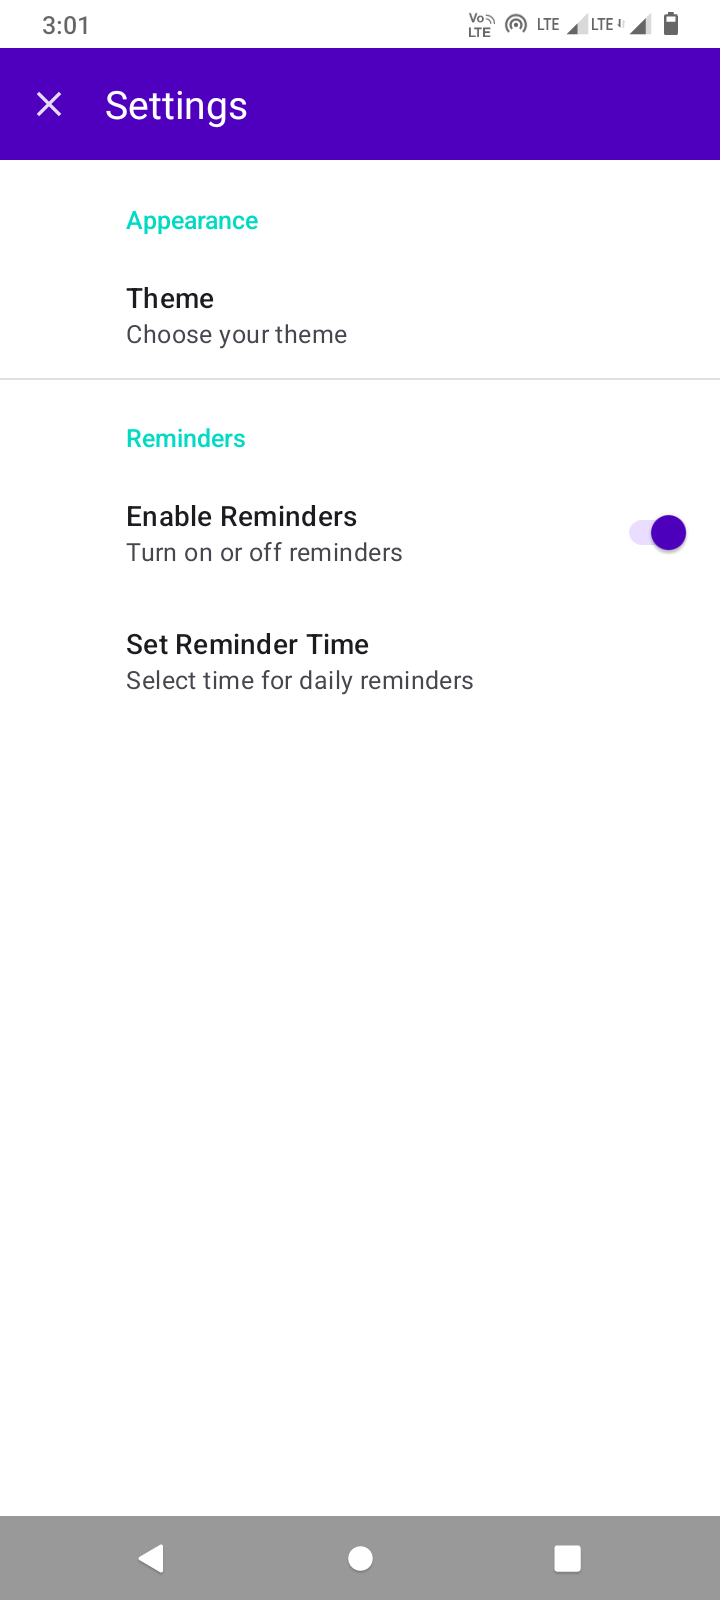 3:01
Vo
LTE
LTE
LTE
Settings
Appearance
Theme
Choose your theme
Reminders
Enable Reminders
Turn on or off reminders
Set Reminder Time
Select time for daily reminders